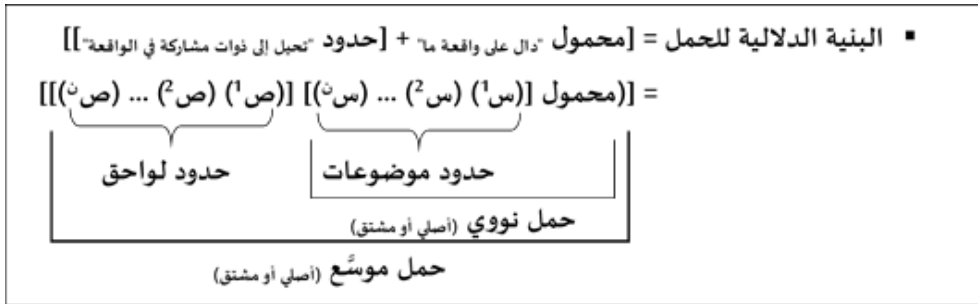 ▪ البنية الدلالية للحمل = [محمول "دال على واقعة ما" + [حدود "تحيل إلى ذوات مشاركة في الواقعة"]]
= [(محمول [(س¹) (س²) ... (سⁿ)] [(ص¹) (ص²) ... (صⁿ)]]
حدود موضوعات حدود لواحق
حمل نووي (أصلي أو مشتق)
حمل موسَّع (أصلي أو مشتق)